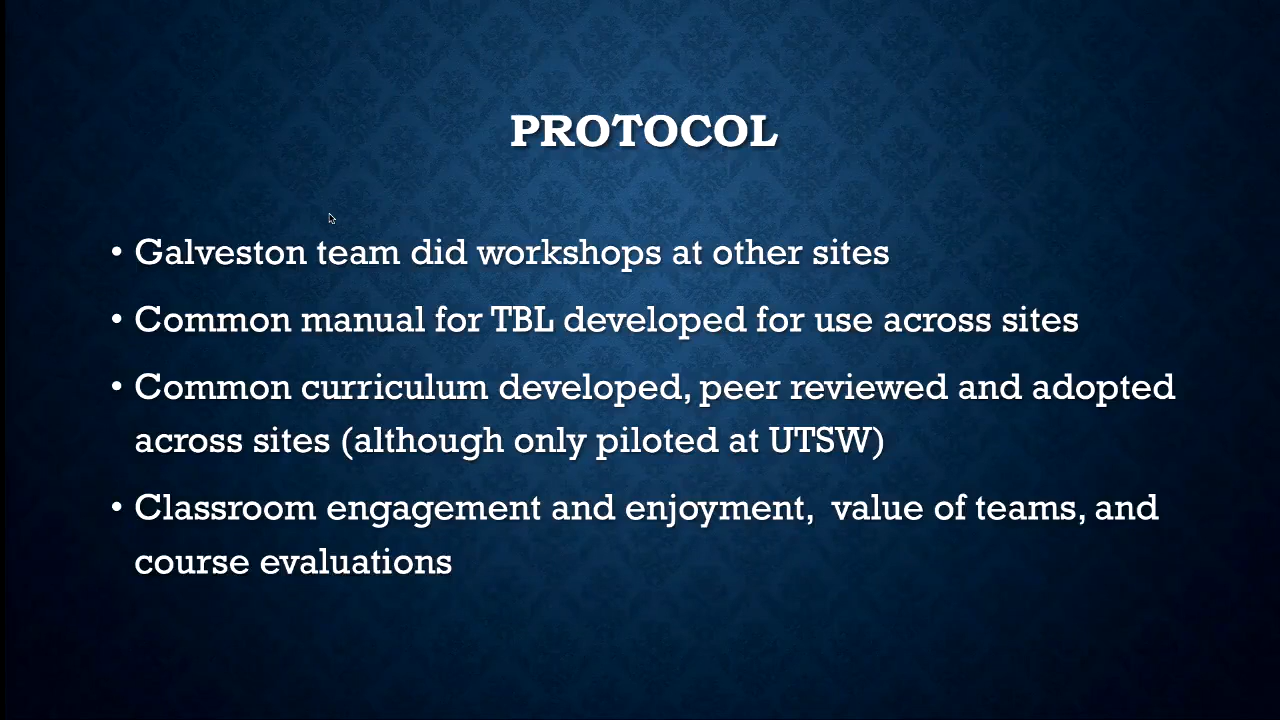 PROTOCOL
• Galveston team did workshops at other sites
• Common manual for TBL developed for use across sites
• Common curriculum developed, peer reviewed and adopted
across sites (although only piloted at UTSW)
• Classroom engagement and enjoyment,  value of teams, and
course evaluations